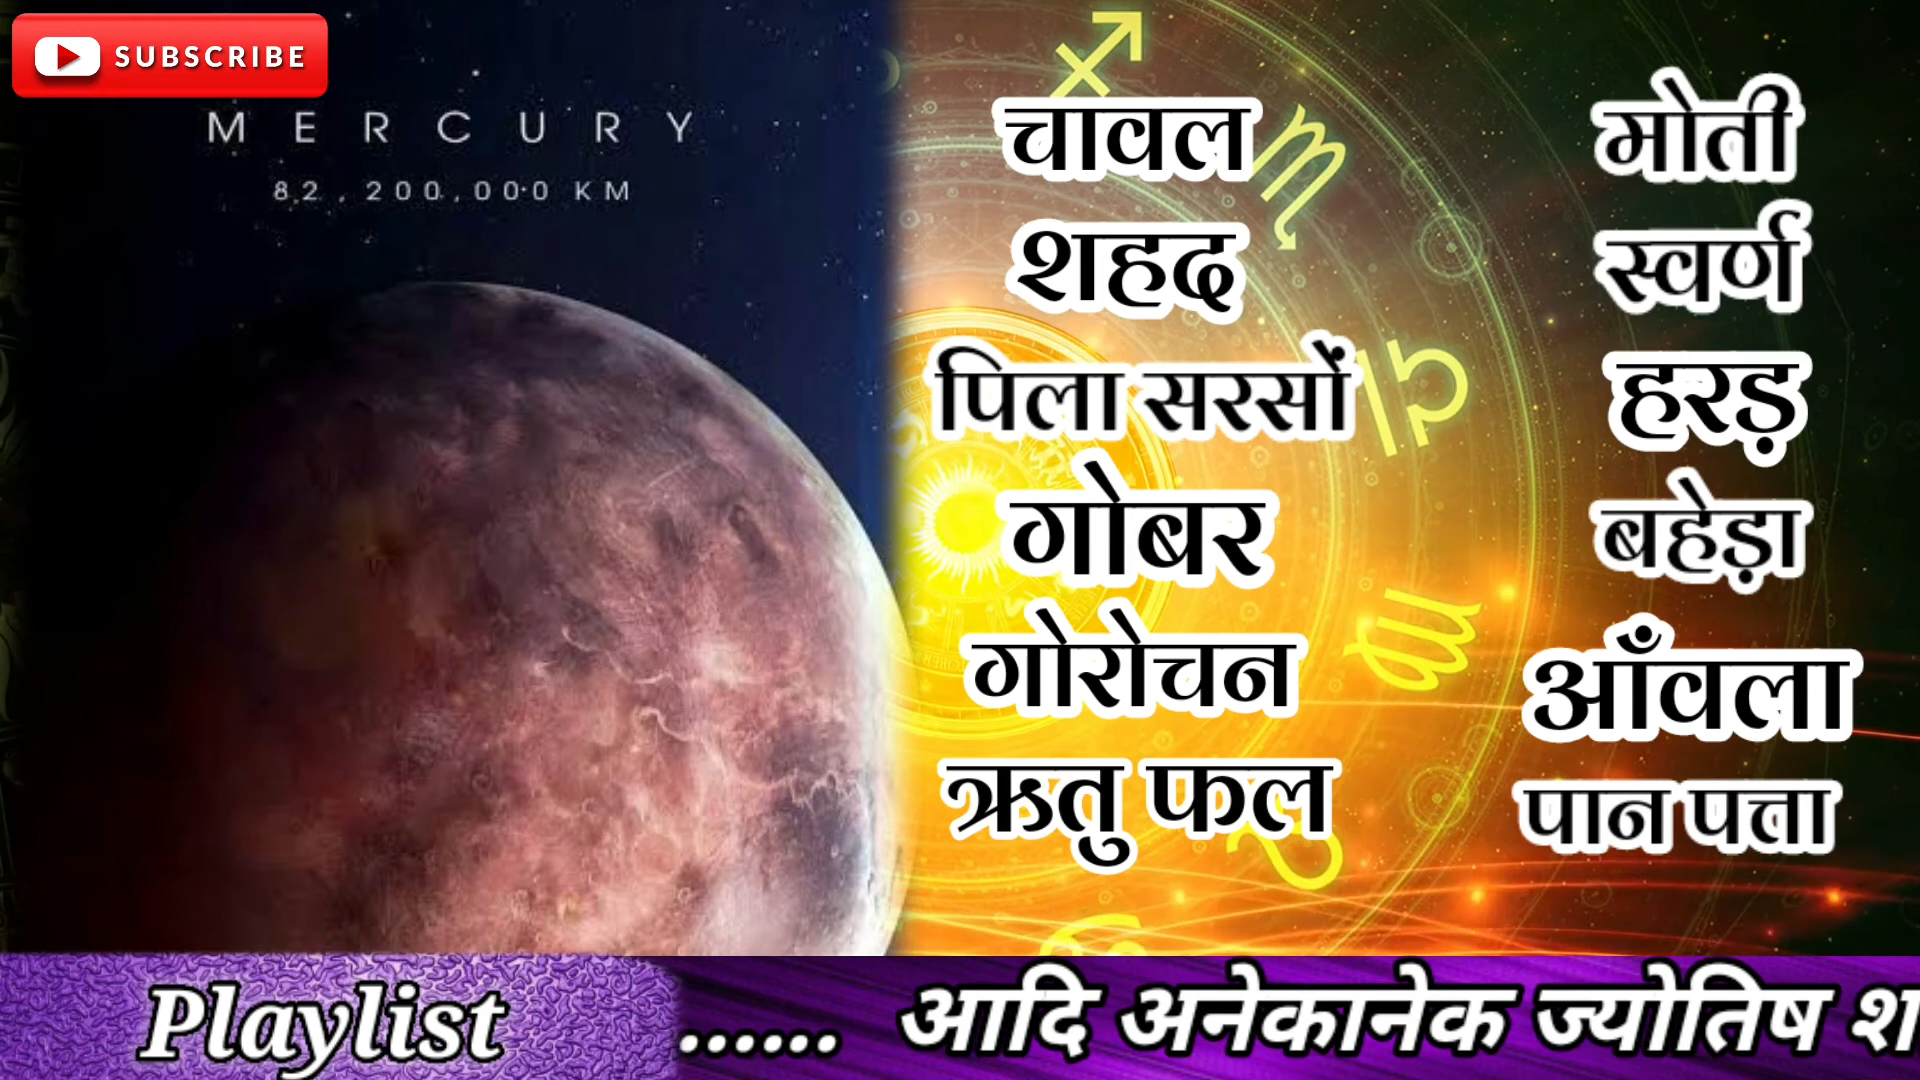 SUBSCRIBE
MERCURY
82,200,000 KM
चावल
शहद
पिला सरसों
गोबर
गोरोचन
ऋतु फल
मोती
स्वर्ण
हरड़
बहेड़ा
आँवला
पान पत्ता
Playlist
...... आदि अनेकानेक ज्योतिष श